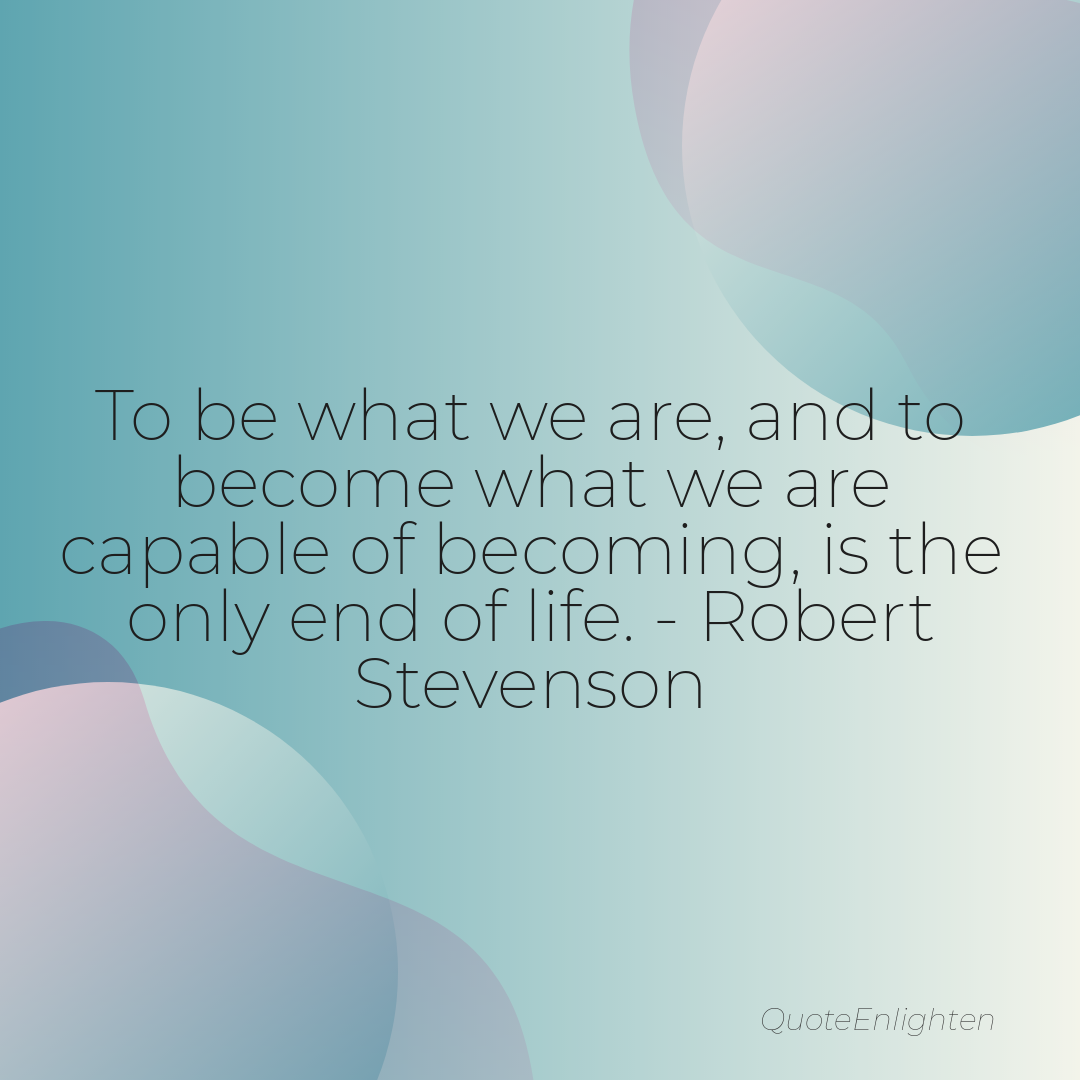 To be what we are, and to
become what we are
capable of becoming, is the
only end of life. - Robert
Stevenson
QuoteEnlighten